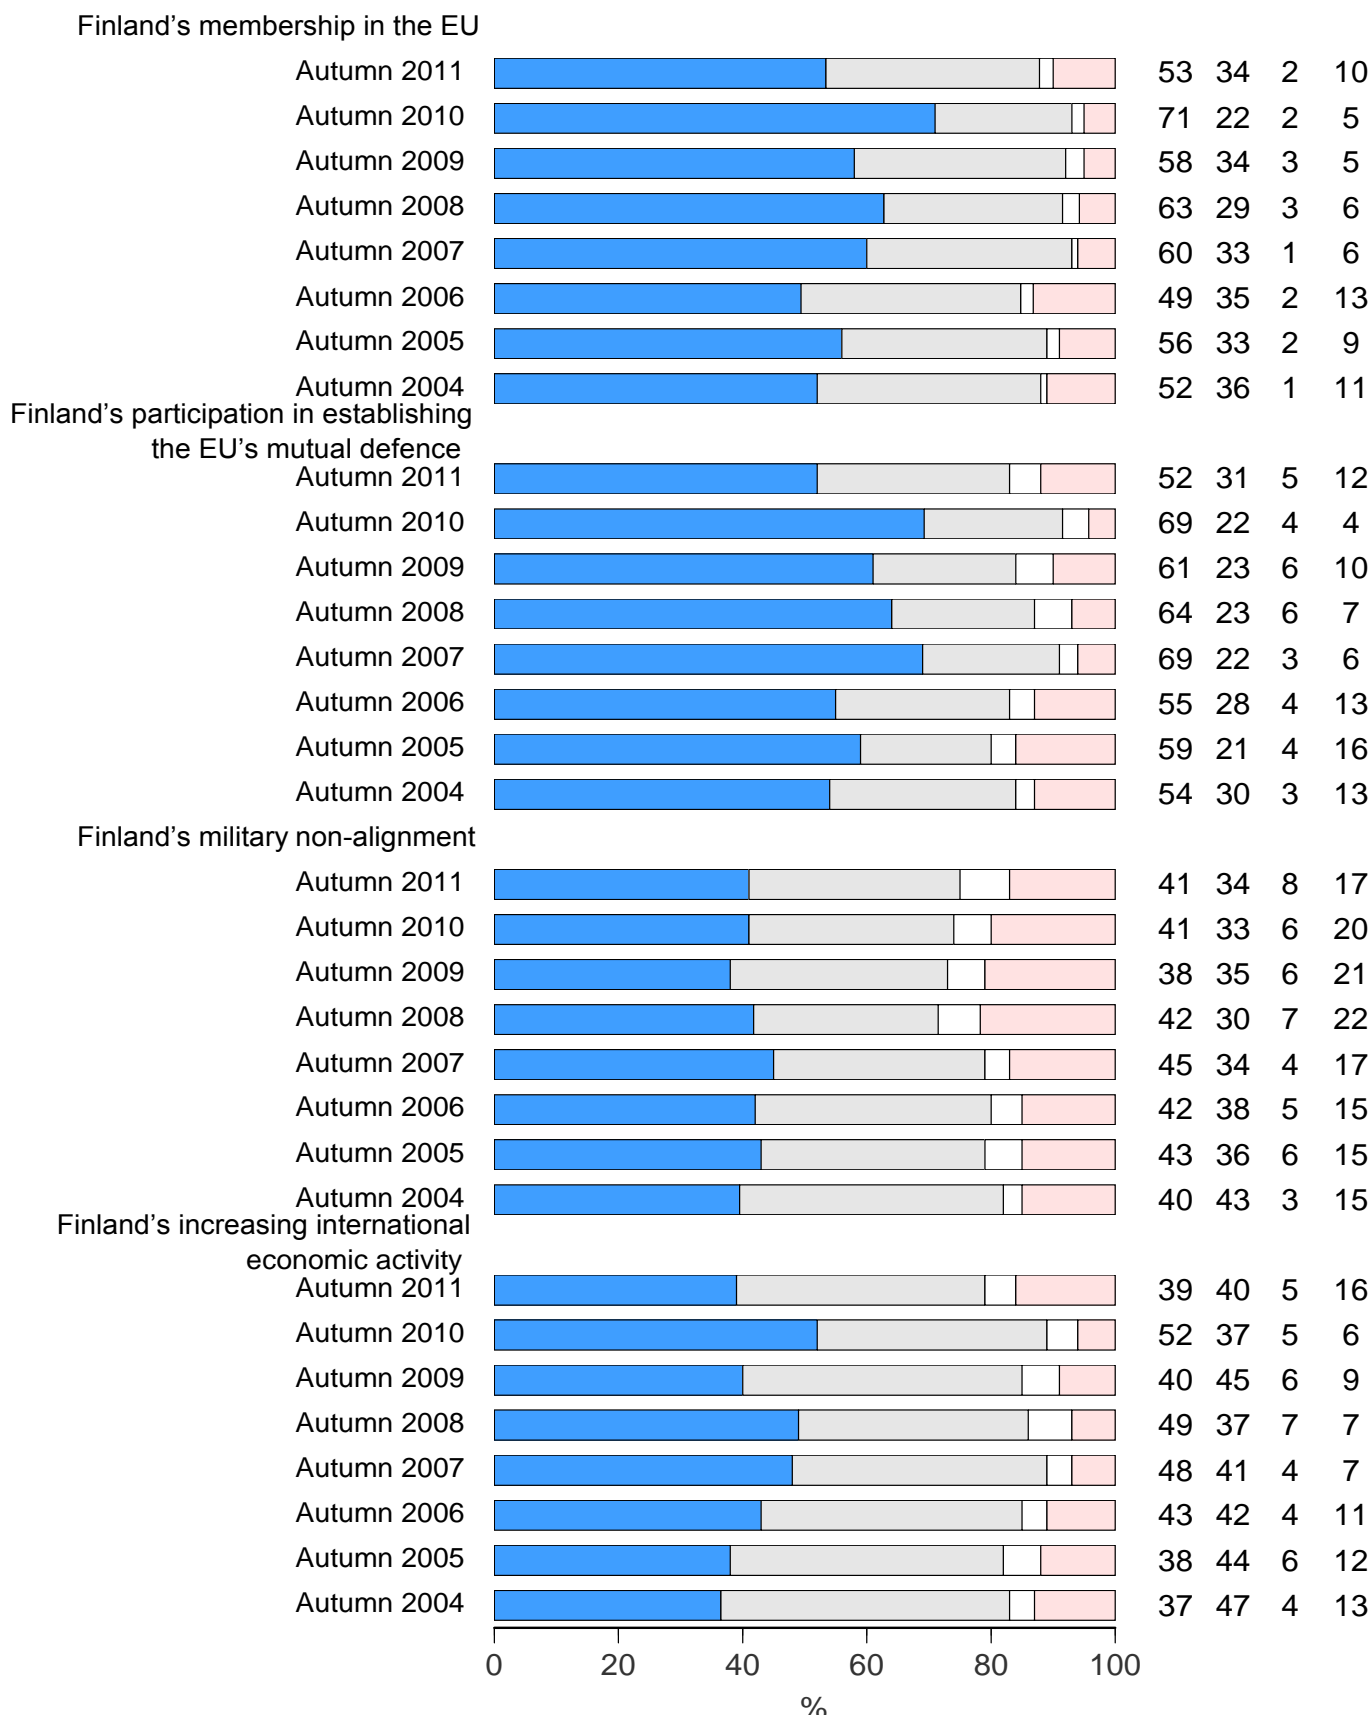 Finland’s membership in the EU
Autumn 2011 53 34 2 10
Autumn 2010 71 22 2 5
Autumn 2009 58 34 3 5
Autumn 2008 63 29 3 6
Autumn 2007 60 33 1 6
Autumn 2006 49 35 2 13
Autumn 2005 56 33 2 9
Autumn 2004 52 36 1 11
Finland’s participation in establishing
the EU’s mutual defence
Autumn 2011 52 31 5 12
Autumn 2010 69 22 4 4
Autumn 2009 61 23 6 10
Autumn 2008 64 23 6 7
Autumn 2007 69 22 3 6
Autumn 2006 55 28 4 13
Autumn 2005 59 21 4 16
Autumn 2004 54 30 3 13
Finland’s military non-alignment
Autumn 2011 41 34 8 17
Autumn 2010 41 33 6 20
Autumn 2009 38 35 6 21
Autumn 2008 42 30 7 22
Autumn 2007 45 34 4 17
Autumn 2006 42 38 5 15
Autumn 2005 43 36 6 15
Autumn 2004 40 43 3 15
Finland’s increasing international
economic activity
Autumn 2011 39 40 5 16
Autumn 2010 52 37 5 6
Autumn 2009 40 45 6 9
Autumn 2008 49 37 7 7
Autumn 2007 48 41 4 7
Autumn 2006 43 42 4 11
Autumn 2005 38 44 6 12
Autumn 2004 37 47 4 13
0 20 40 60 80 100
%